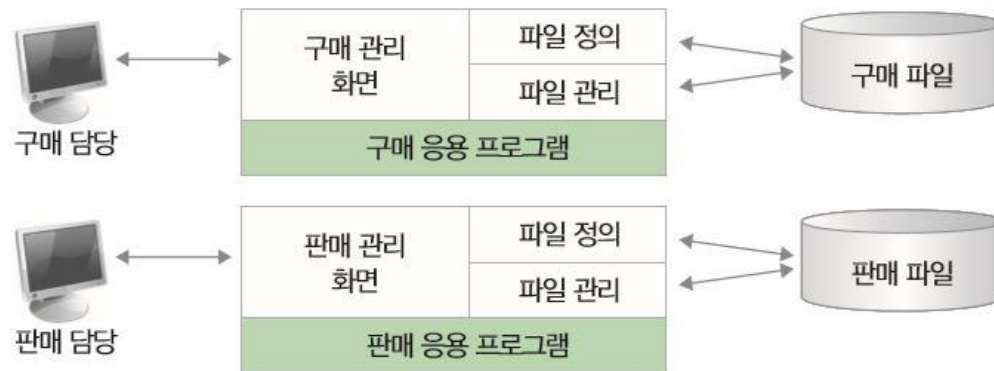 구매 담당
구매 관리
화면
파일 정의
파일 관리
구매 응용 프로그램
구매 파일
판매 담당
판매 관리
화면
파일 정의
파일 관리
판매 응용 프로그램
판매 파일